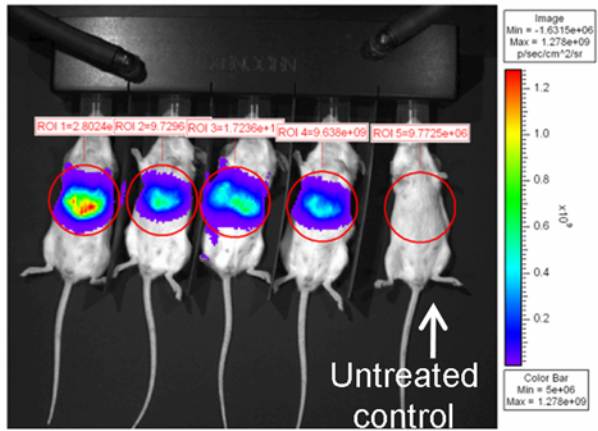 Image
Min = -1.6315e+06
Max = 1.278e+09
p/sec/cm^2/sr
XENOGEN
ROI 1=2.8024e
ROI 2=9.7296
ROI 3=1.7236e+1
ROI 4=9.638e+09
ROI 5=9.7725e+06
1.2
1.0
0.8
0.6
0.4
0.2
x10⁹
Untreated
control
Color Bar
Min = 5e+06
Max = 1.278e+09